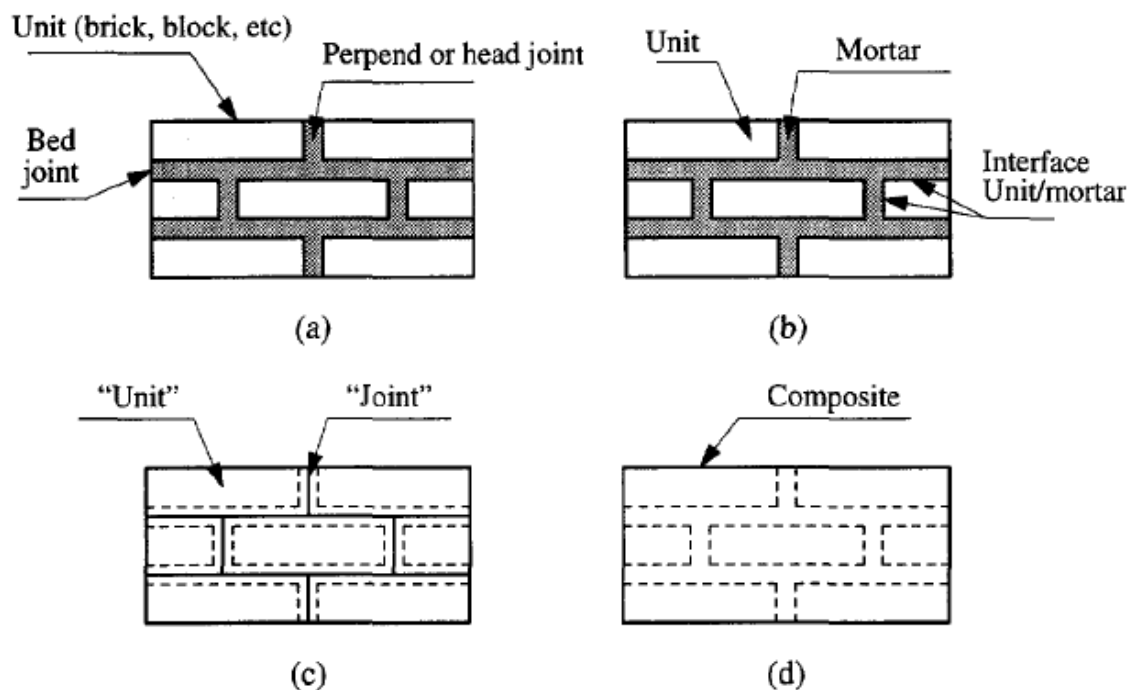 Unit (brick, block, etc)
Perpend or head joint
Bed
joint
(a)
Unit
Mortar
Interface
Unit/mortar
(b)
“Unit”
“Joint”
(c)
Composite
(d)